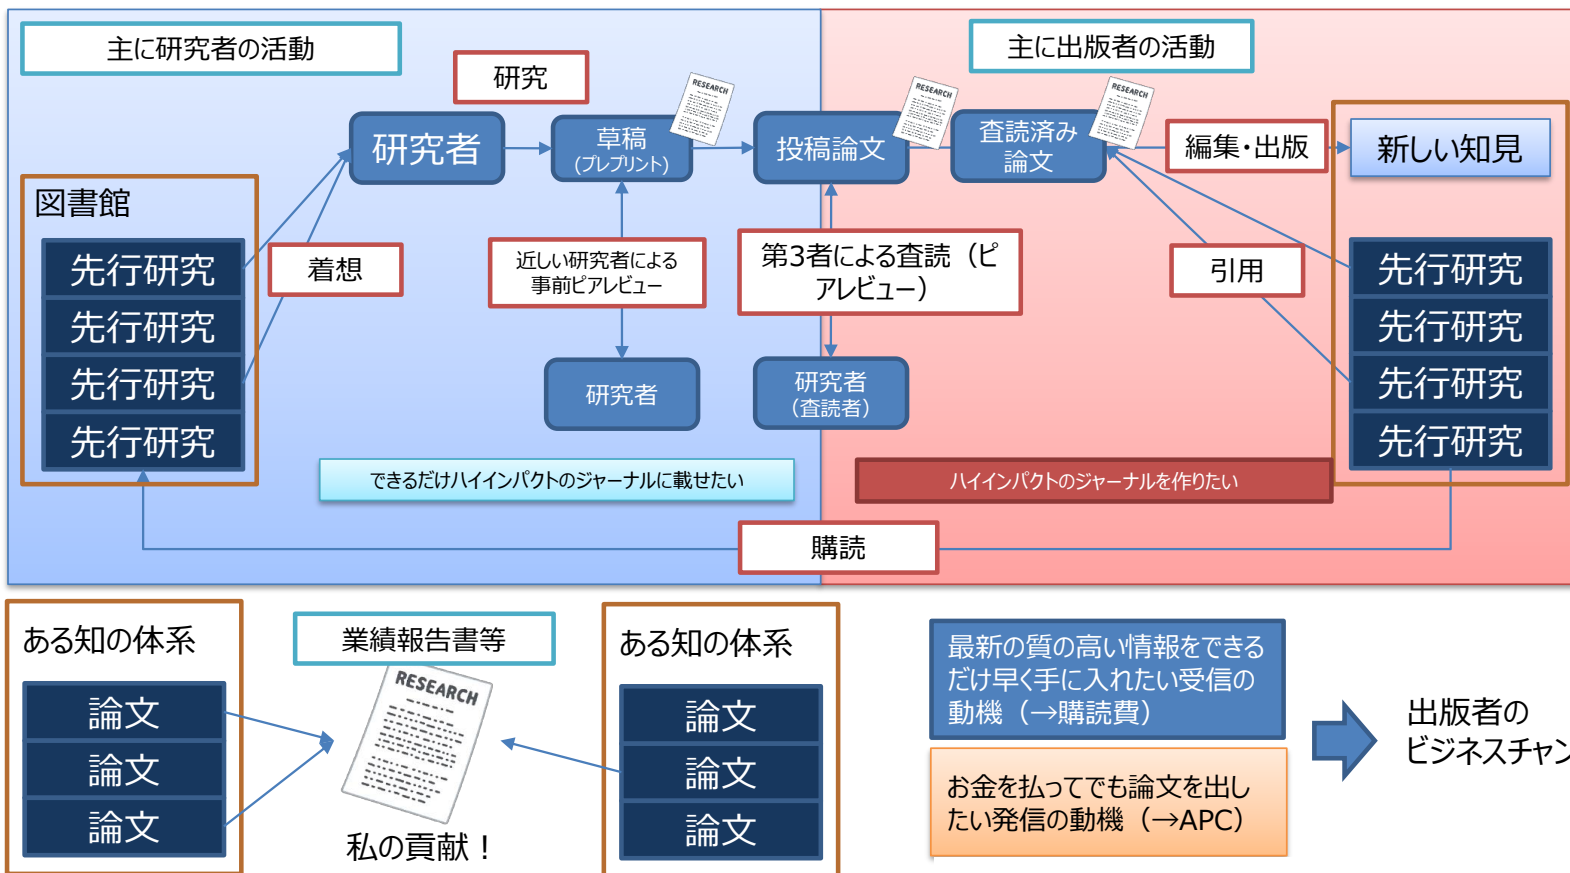 主に研究者の活動
主に出版者の活動
研究
RESEARCH
RESEARCH
RESEARCH
研究者
草稿
(プレプリント)
投稿論文
査読済み
論文
編集・出版
新しい知見
図書館
先行研究
先行研究
先行研究
先行研究
着想
近しい研究者による
事前ピアレビュー
第3者による査読（ピ
アレビュー）
引用
先行研究
先行研究
先行研究
先行研究
研究者
研究者
（査読者）
できるだけハイインパクトのジャーナルに載せたい
ハイインパクトのジャーナルを作りたい
購読
ある知の体系
論文
論文
論文
業績報告書等
RESEARCH
私の貢献！
ある知の体系
論文
論文
論文
最新の質の高い情報をできる
だけ早く手に入れたい受信の
動機（→購読費）
お金を払ってでも論文を出し
たい発信の動機（→APC）
出版者の
ビジネスチャン